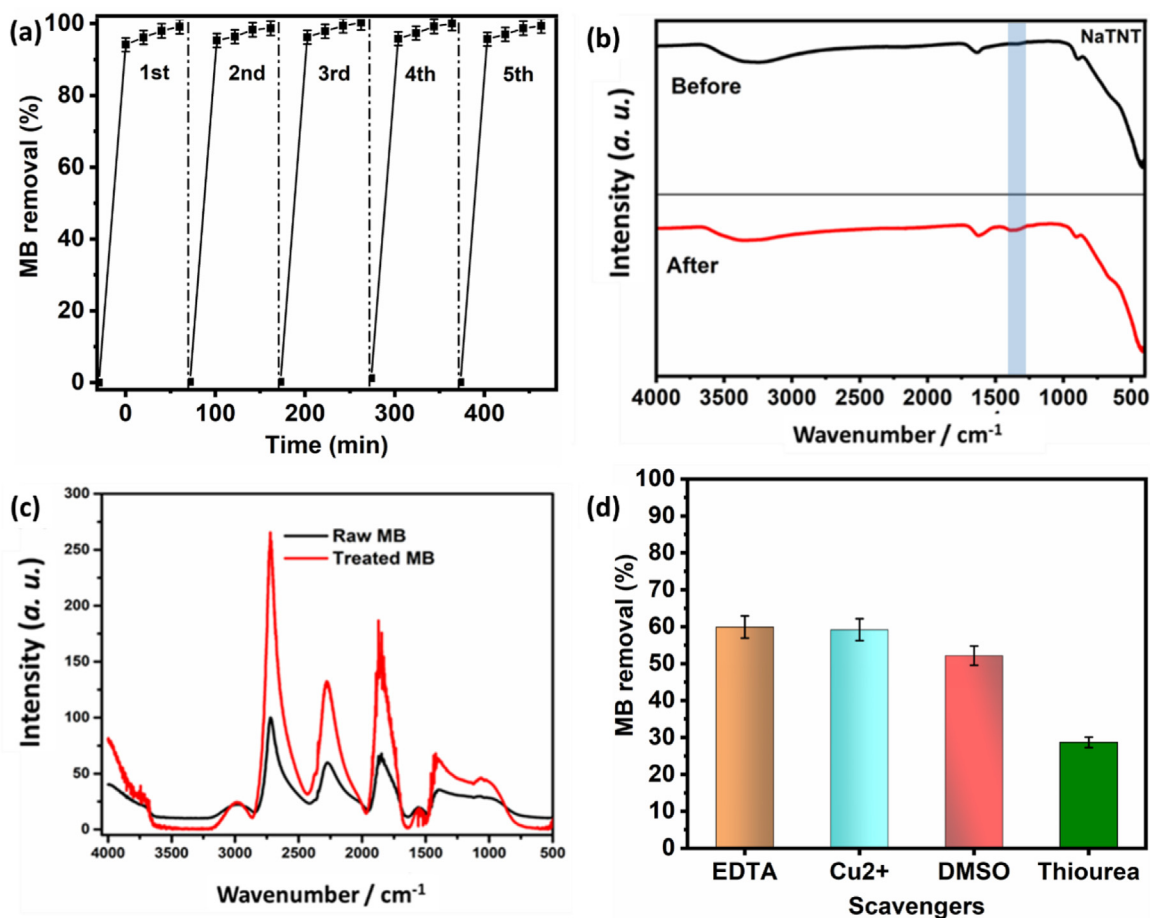 (a)
MB removal (%)
100
80
60
40
20
0
1st
2nd
3rd
4th
5th
0
100
200
300
400
Time (min)
(b)
NaTNT
Before
After
Intensity (a. u.)
4000
3500
3000
2500
2000
1500
1000
500
Wavenumber / cm⁻¹
(c)
Intensity (a. u.)
300
250
200
150
100
50
0
Raw MB
Treated MB
4000
3500
3000
2500
2000
1500
1000
500
Wavenumber / cm⁻¹
(d)
MB removal (%)
100
90
80
70
60
50
40
30
20
10
0
EDTA
Cu2+
DMSO
Thiourea
Scavengers